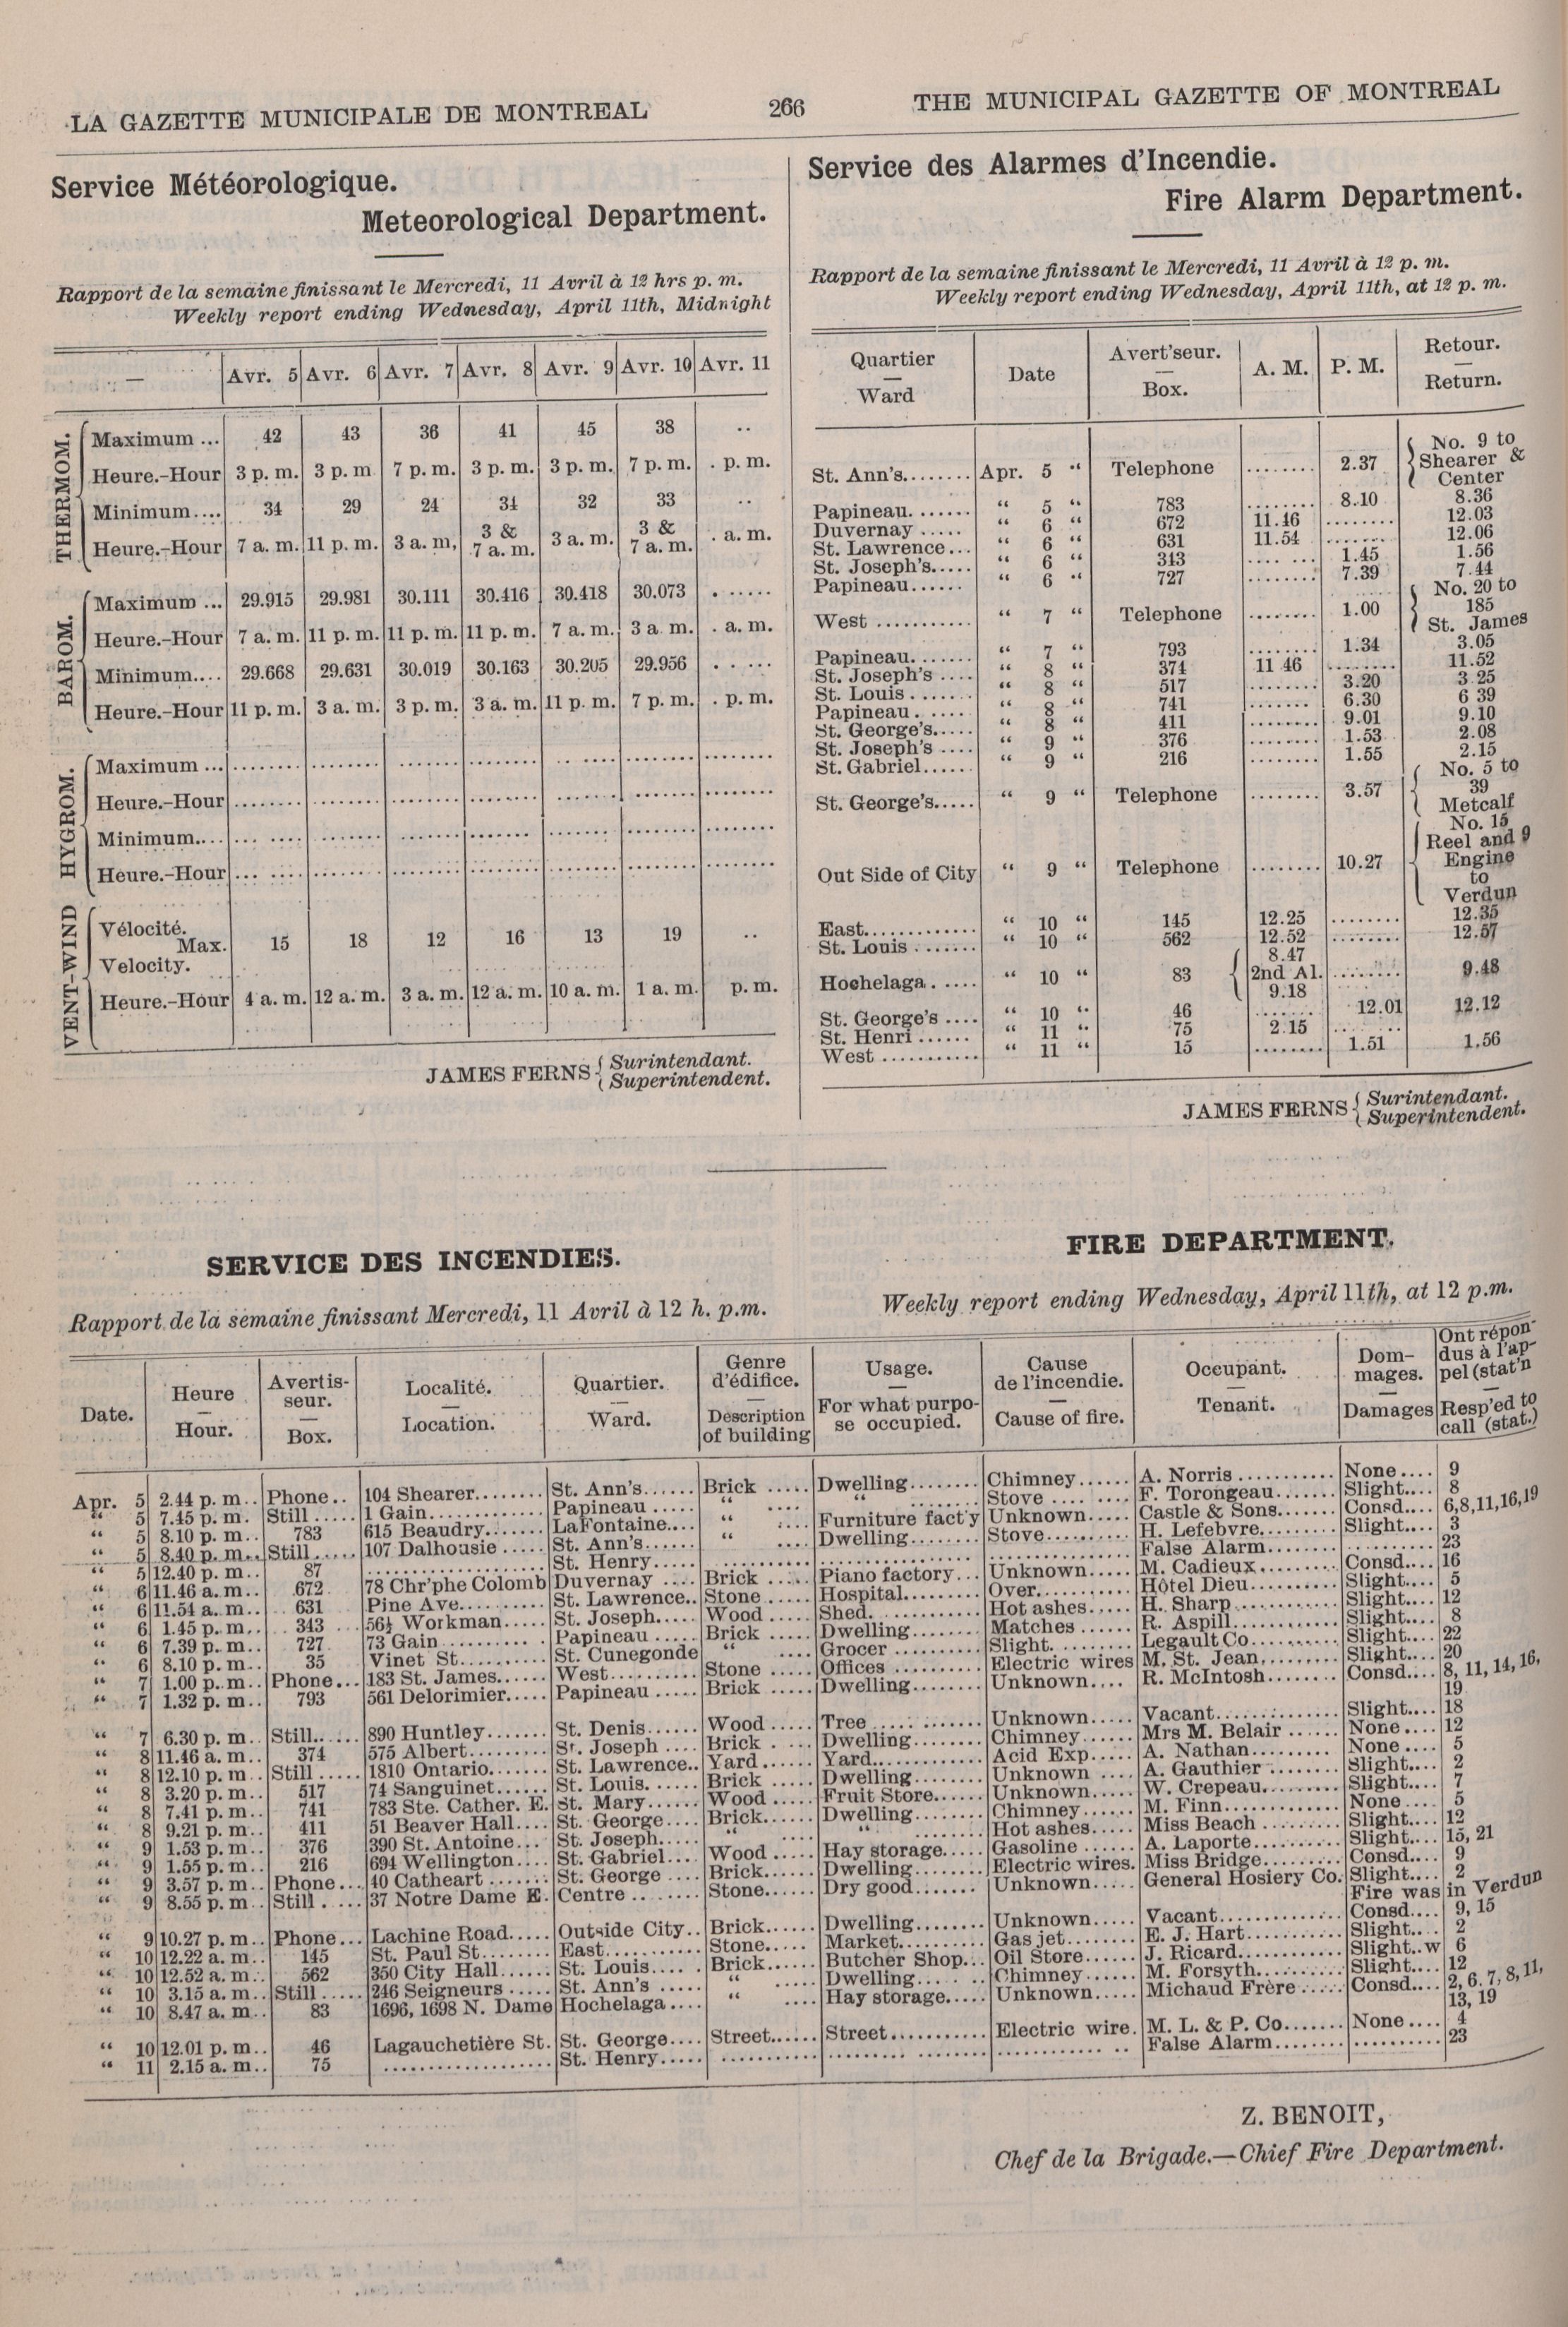 LA GAZETTE MUNICIPALE DE MONTREAL 266 THE MUNICIPAL GAZETTE OF MONTREAL
Service Météorologique.
Meteorological Department.
Rapport de la semaine finissant le Mercredi, 11 Avril à 12 hrs p. m.
Weekly report ending Wednesday, April 11th, Midnight
— Avr. 5 Avr. 6 Avr. 7 Avr. 8 Avr. 9 Avr. 10 Avr. 11
THERMOM.
Maximum ... 42 43 36 41 45 38 ..
Heure.-Hour 3 p. m. 3 p. m 7 p. m. 3 p. m. 3 p. m. 7 p. m. . p. m.
Minimum.... 34 29 24 34 32 33 ..
Heure.-Hour 7 a. m. 11 p. m. 3 a. m, 3 & 7 a. m. 3 a. m. 3 & 7 a. m. . a. m.
BAROM.
Maximum ... 29.915 29.981 30.111 30.416 30.418 30.073 ......
Heure.-Hour 7 a. m. 11 p. m. 11 p. m. 11 p. m. 7 a. m. 3 a. m. . a. m.
Minimum.... 29.668 29.631 30.019 30.163 30.205 29.956 .....
Heure.-Hour 11 p. m. 3 a. m. 3 p. m. 3 a. m. 11 p. m. 7 p. m. . p. m.
HYGROM.
Maximum ...
Heure.-Hour
Minimum....
Heure.-Hour
VENT-WIND
Vélocité.
Max. 15 18 12 16 13 19 ..
Velocity.
Heure.-Hour 4 a. m. 12 a. m. 3 a. m. 12 a. m. 10 a. m. 1 a. m. p. m.
JAMES FERNS { Surintendant.
Superintendent.
Service des Alarmes d'Incendie.
Fire Alarm Department.
Rapport de la semaine finissant le Mercredi, 11 Avril à 12 p. m.
Weekly report ending Wednesday, April 11th, at 12 p. m.
Quartier — Ward Date Avert'seur. — Box. A. M. P. M. Retour. — Return.
St. Ann's........ Apr. 5 " Telephone ........ 2.37 { No. 9 to Shearer & Center
Papineau....... " 5 " 783 ........ 8.10 8.36
Duvernay ..... " 6 " 672 11.46 ........ 12.03
St. Lawrence... " 6 " 631 11.54 ........ 12.06
St. Joseph's..... " 6 " 343 ........ 1.45 1.56
Papineau...... " 6 " 727 ........ 7.39 7.44
West ........... " 7 " Telephone ........ 1.00 { No. 20 to 185 St. James
Papineau....... " 7 " 793 ........ 1.34 3.05
St. Joseph's .... " 8 " 374 11 46 ........ 11.52
St. Louis ....... " 8 " 517 ........ 3.20 3.25
Papineau. ..... " 8 " 741 ....... 6.30 6 39
St. George's..... " 8 " 411 ........ 9.01 9.10
St. Joseph's .... " 9 " 376 ........ 1.53 2.08
St. Gabriel...... " 9 " 216 ........ 1.55 2.15
St. George's..... " 9 " Telephone ........ 3.57 { No. 5 to 39 Metcalf
Out Side of City " 9 " Telephone ........ 10.27 { No. 15 Reel and 9 Engine to Verdun
East............. " 10 " 145 12.25 ........ 12.35
St. Louis ....... " 10 " 562 12.52 ........ 12.57
Hochelaga. .... " 10 " 83 { 8.47 2nd Al. 9.18 ........ 9.48
St. George's .... " 10 " 46 ....... 12.01 12.12
St. Henri ...... " 11 " 75 2.15 .......
West ........... " 11 " 15 ........ 1.51 1.56
JAMES FERNS { Surintendant.
Superintendent.
SERVICE DES INCENDIES.
FIRE DEPARTMENT.
Rapport de la semaine finissant Mercredi, 11 Avril à 12 h. p.m.
Weekly report ending Wednesday, April 11th, at 12 p.m.
Date. Heure — Hour. Avertisseur. — Box. Localité. — Location. Quartier. — Ward. Genre d'édifice. — Description of building Usage. — For what purpose occupied. Cause de l'incendie. — Cause of fire. Occupant. — Tenant. Dommages. — Damages Ont répondus à l'appel (stat'n — Resp'ed to call (stat.)
Apr. 5 2.44 p. m.. Phone.. 104 Shearer........ St. Ann's...... Brick ..... Dwelling........ Chimney...... A. Norris ........... None.... 9
" 5 7.45 p. m. Still ..... 1 Gain............. Papineau ..... " .... " ....... Stove ......... F. Torongeau....... Slight.... 8
" 5 8.10 p. m.. 783 615 Beaudry....... LaFontaine.... " .... Furniture fact'y Unknown..... Castle & Sons....... Consd.... 6,8,11,16,19
" 5 8.40 p. m... Still ..... 107 Dalhousie ..... St. Ann's...... " .... Dwelling........ Stove.......... H. Lefebvre......... Slight.... 3
" 5 12.40 p. m.. 87 .................. St. Henry..... .......... .............. ............... False Alarm........ .......... 23
" 6 11.46 a. m.. 672 78 Chr'phe Colomb Duvernay .... Brick ..... Piano factory... Unknown..... M. Cadieux......... Consd.... 16
" 6 11.54 a. m.. 631 Pine Ave.......... St. Lawrence.. Stone ..... Hospital......... Over........... Hôtel Dieu.......... Slight.... 5
" 6 1.45 p. m.. 343 56½ Workman..... St. Joseph..... Wood ..... Shed. ........... Hot ashes..... H. Sharp............ Slight.... 12
" 6 7.39 p. m.. 727 73 Gain ........... Papineau ..... Brick ..... Dwelling........ Matches ...... R. Aspill............ Slight.... 8
" 6 8.10 p. m.. 35 Vinet St.......... St. Cunegonde " .... Grocer .......... Slight. ........ Legault Co.......... Slight.... 22
" 7 1.00 p. m.. Phone... 183 St. James...... West.......... Stone ..... Offices .......... Electric wires M. St. Jean......... Slight.... 20
" 7 1.32 p. m.. 793 561 Delorimier..... Papineau ..... Brick ..... Dwelling........ Unknown.... R. McIntosh........ Consd.... 8, 11, 14, 16, 19
" 7 6.30 p. m.. Still...... 890 Huntley....... St. Denis...... Wood ..... Tree ............ Unknown..... Vacant.............. Slight.... 18
" 8 11.46 a. m.. 374 575 Albert......... St. Joseph .... Brick ..... Dwelling........ Chimney...... Mrs M. Belair ...... None.... 12
" 8 12.10 p. m .. Still ..... 1810 Ontario....... St. Lawrence.. Yard...... Yard............ Acid Exp..... A. Nathan......... None.... 5
" 8 3.20 p. m.. 517 74 Sanguinet...... St. Louis. ..... Brick ..... Dwelling........ Unknown .... A. Gauthier ........ Slight.... 2
" 8 7.41 p. m.. 741 783 Ste. Cather. E. St. Mary...... Wood ..... Fruit Store...... Unknown..... W. Crepeau......... Slight.... 7
" 8 9.21 p. m.. 411 51 Beaver Hall.... St. George.... Brick...... Dwelling........ Chimney...... M. Finn............. None .... 5
" 9 1.53 p. m.. 376 390 St. Antoine... St. Joseph..... " .... " ........ Hot ashes..... Miss Beach ......... Slight.... 12
" 9 1.55 p. m.. 216 694 Wellington.... St. Gabriel.... Wood ..... Hay storage..... Gasoline ...... A. Laporte.......... Slight.... 15, 21
" 9 3.57 p. m.. Phone... 40 Cathcart ....... St. George .... Brick...... Dwelling........ Electric wires. Miss Bridge......... Consd.... 9
" 9 8.55 p. m.. Still ..... 37 Notre Dame E. Centre ....... Stone...... Dry good....... Unknown..... General Hosiery Co. Slight.... 2
Fire was in Verdun
" 9 10.27 p. m.. Phone... Lachine Road..... Outside City.. Brick...... Dwelling........ Unknown..... Vacant.............. Consd.... 9, 15
" 10 12.22 a. m.. 145 St. Paul St........ East........... Stone..... Market.......... Gas jet........ E. J. Hart........... Slight.... 2
" 10 12.52 a. m... 562 350 City Hall...... St. Louis..... Brick...... Butcher Shop... Oil Store...... J. Ricard............ Slight..w 6
" 10 3.15 a. m.. Still ..... 246 Seigneurs ..... St. Ann's ..... " ..... Dwelling....... Chimney...... M. Forsyth.......... Slight.... 12
" 10 8.47 a. m.. 83 1696, 1698 N. Dame Hochelaga.... " .... Hay storage..... Unknown..... Michaud Frère ..... Consd.... 2, 6. 7, 8, 11, 13, 19
" 10 12.01 p. m.. 46 Lagauchetière St. St. George.... Street...... Street........... Electric wire. M. L. & P. Co....... None.... 4
" 11 2.15 a. m.. 75 .................. St. Henry..... ........... ............ ............ False Alarm........ .......... 23
Z. BENOIT,
Chef de la Brigade.—Chief Fire Department.